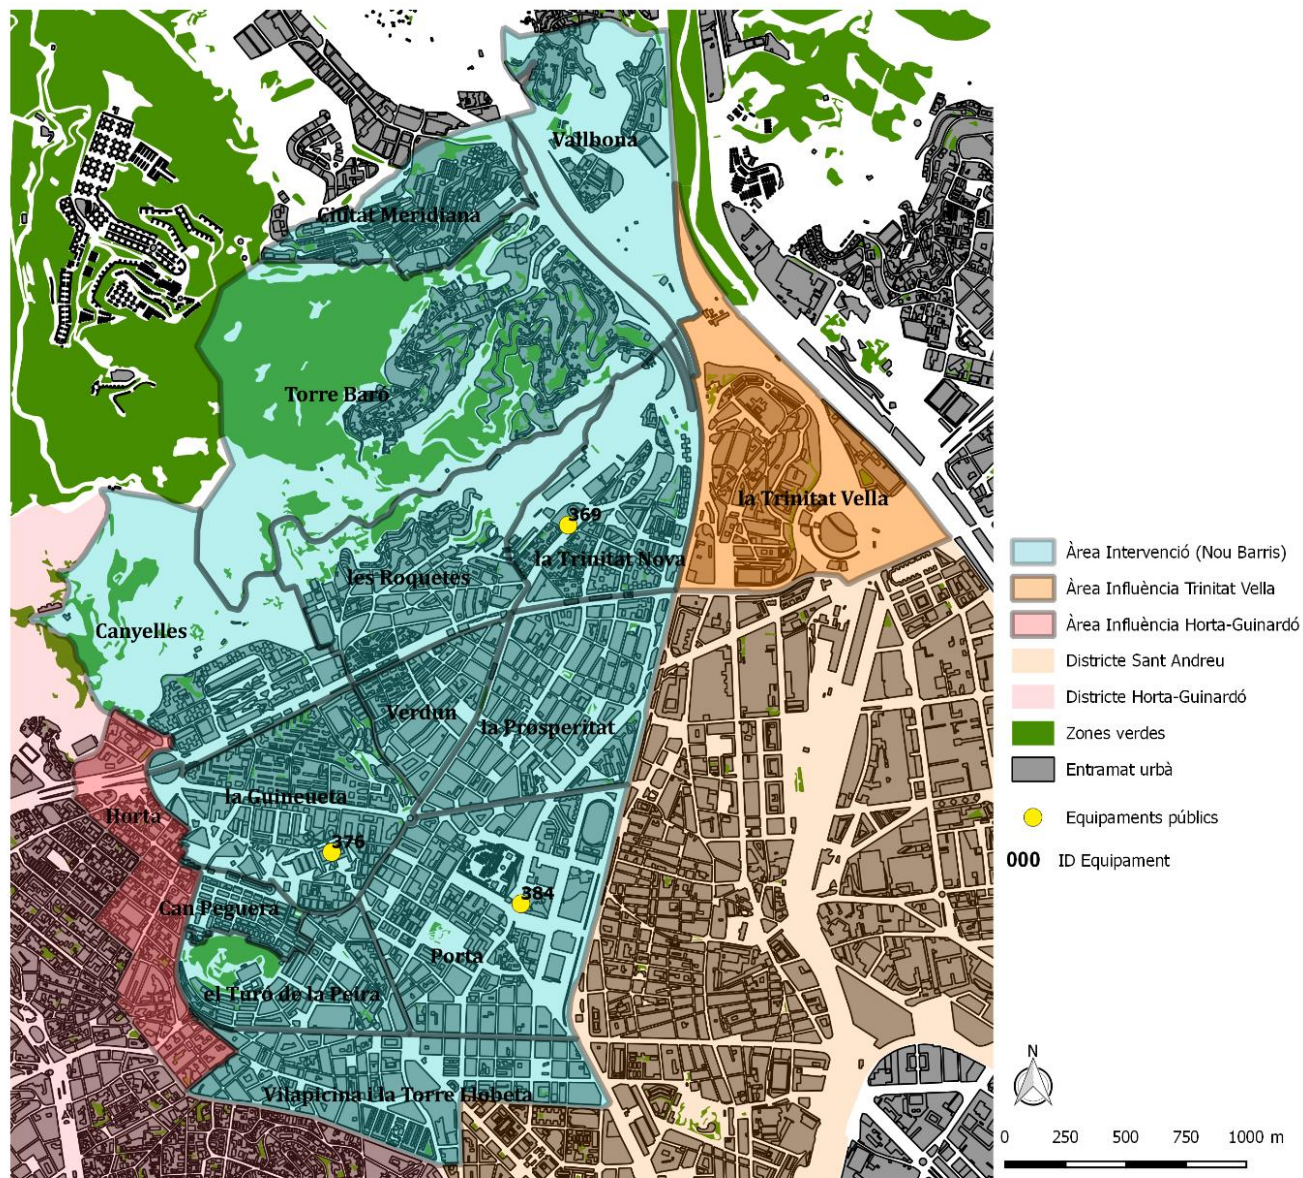 Vallbona
Ciutat Meridiana
Torre Baró
la Trinitat Vella
369
la Trinitat Nova
les Roquetes
Canyelles
Verdun
la Prosperitat
la Guineueta
Horta
376
384
Can Peguera
Porta
el Turó de la Peira
Vilapicina i la Torre Llobeta
Àrea Intervenció (Nou Barris)
Àrea Influència Trinitat Vella
Àrea Influència Horta-Guinardó
Districte Sant Andreu
Districte Horta-Guinardó
Zones verdes
Entramat urbà
Equipaments públics
000 ID Equipament
N
0 250 500 750 1000 m